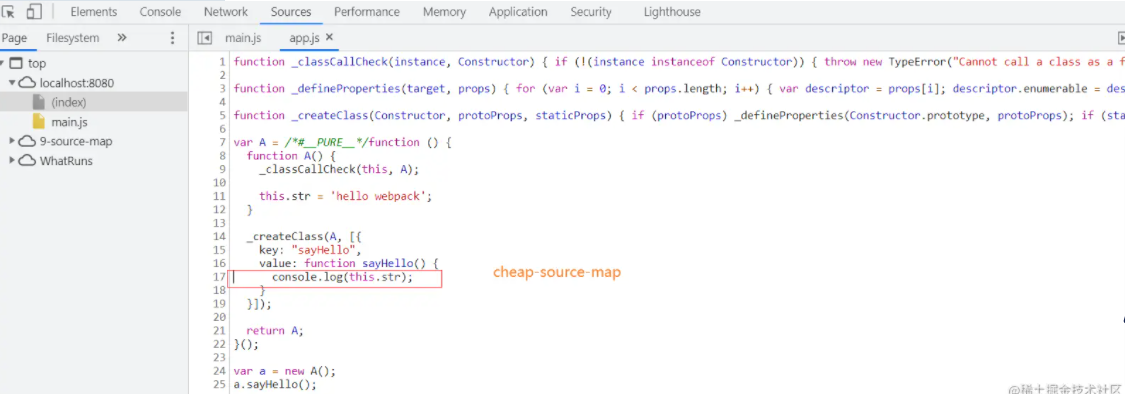 Elements Console Network Sources Performance Memory Application Security Lighthouse
Page Filesystem » main.js app.js ×
top
localhost:8080
(index)
main.js
9-source-map
WhatRuns
1 function _classCallCheck(instance, Constructor) { if (!(instance instanceof Constructor)) { throw new TypeError("Cannot call a class as a f
2
3 function _defineProperties(target, props) { for (var i = 0; i < props.length; i++) { var descriptor = props[i]; descriptor.enumerable = des
4
5 function _createClass(Constructor, protoProps, staticProps) { if (protoProps) _defineProperties(Constructor.prototype, protoProps); if (sta
6
7 var A = /*#__PURE__*/function () {
8 function A() {
9 _classCallCheck(this, A);
10
11 this.str = 'hello webpack';
12 }
13
14 _createClass(A, [{
15 key: "sayHello",
16 value: function sayHello() {
17 console.log(this.str);
18 }
19 }]);
20
21 return A;
22 }();
23
24 var a = new A();
25 a.sayHello();
cheap-source-map
@稀土掘金技术社区